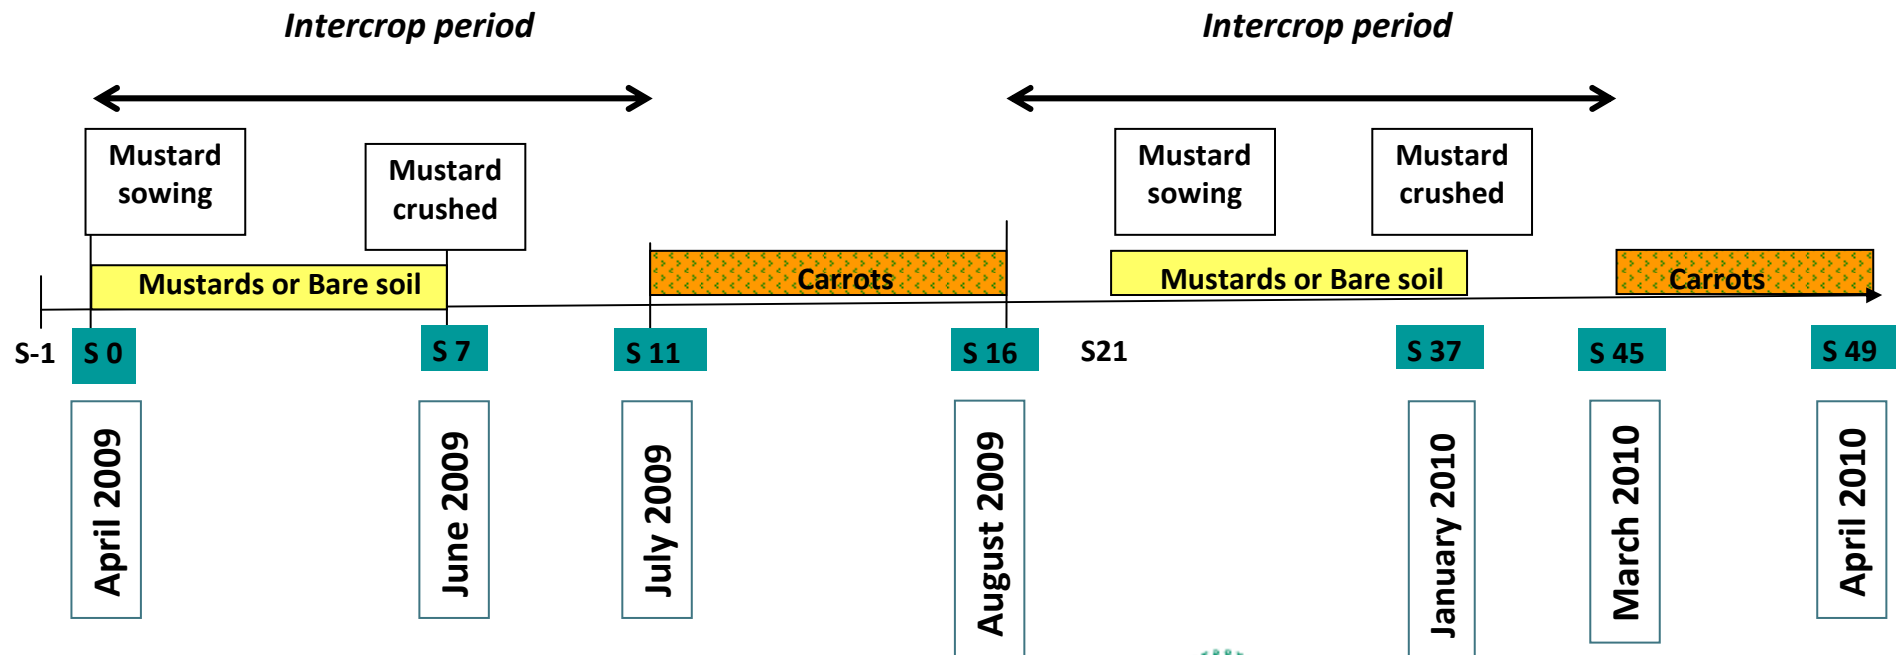 Intercrop period
Intercrop period
Mustard
sowing
Mustard
crushed
Mustard
sowing
Mustard
crushed
Mustards or Bare soil
Carrots
Mustards or Bare soil
Carrots
S-1
S 0
S 7
S 11
S 16
S21
S 37
S 45
S 49
April 2009
June 2009
July 2009
August 2009
January 2010
March 2010
April 2010